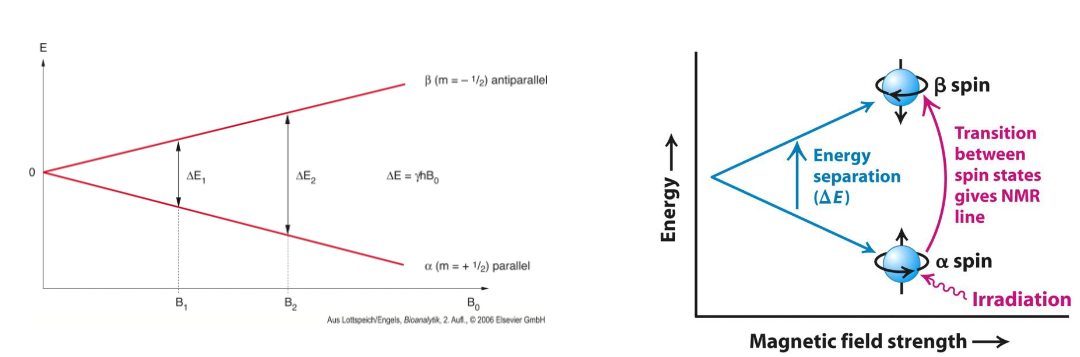 E
β (m = – 1/2) antiparallel
0
ΔE1
ΔE2
ΔE = γħB0
α (m = + 1/2) parallel
B1
B2
B0
Aus Lottspeich/Engels, Bioanalytik, 2. Aufl., © 2006 Elsevier GmbH
Energy
β spin
Transition
between
spin states
gives NMR
line
Energy
separation
(ΔE)
α spin
Irradiation
Magnetic field strength